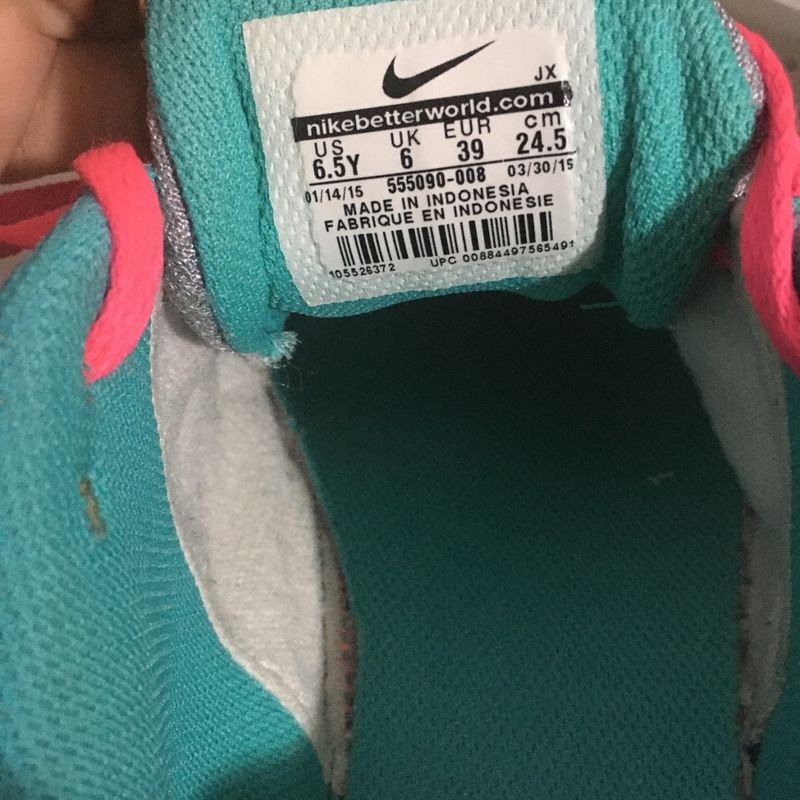 JX
nikebetterworld.com
US UK EUR cm
6.5Y 6 39 24.5
01/14/15 555090-008 03/30/15
MADE IN INDONESIA
FABRIQUE EN INDONESIE
105526372 UPC 00884497565491